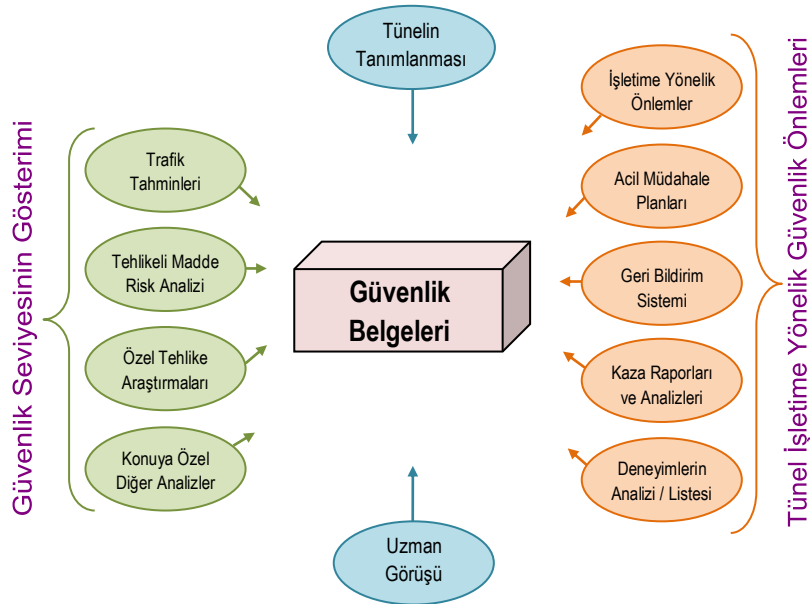 Tünelin
Tanımlanması
Güvenlik Seviyesinin Gösterimi
Trafik
Tahminleri
Tehlikeli Madde
Risk Analizi
Özel Tehlike
Araştırmaları
Konuya Özel
Diğer Analizler
Güvenlik
Belgeleri
Uzman
Görüşü
İşletime Yönelik
Önlemler
Acil Müdahale
Planları
Geri Bildirim
Sistemi
Kaza Raporları
ve Analizleri
Deneyimlerin
Analizi / Listesi
Tünel İşletime Yönelik Güvenlik Önlemleri